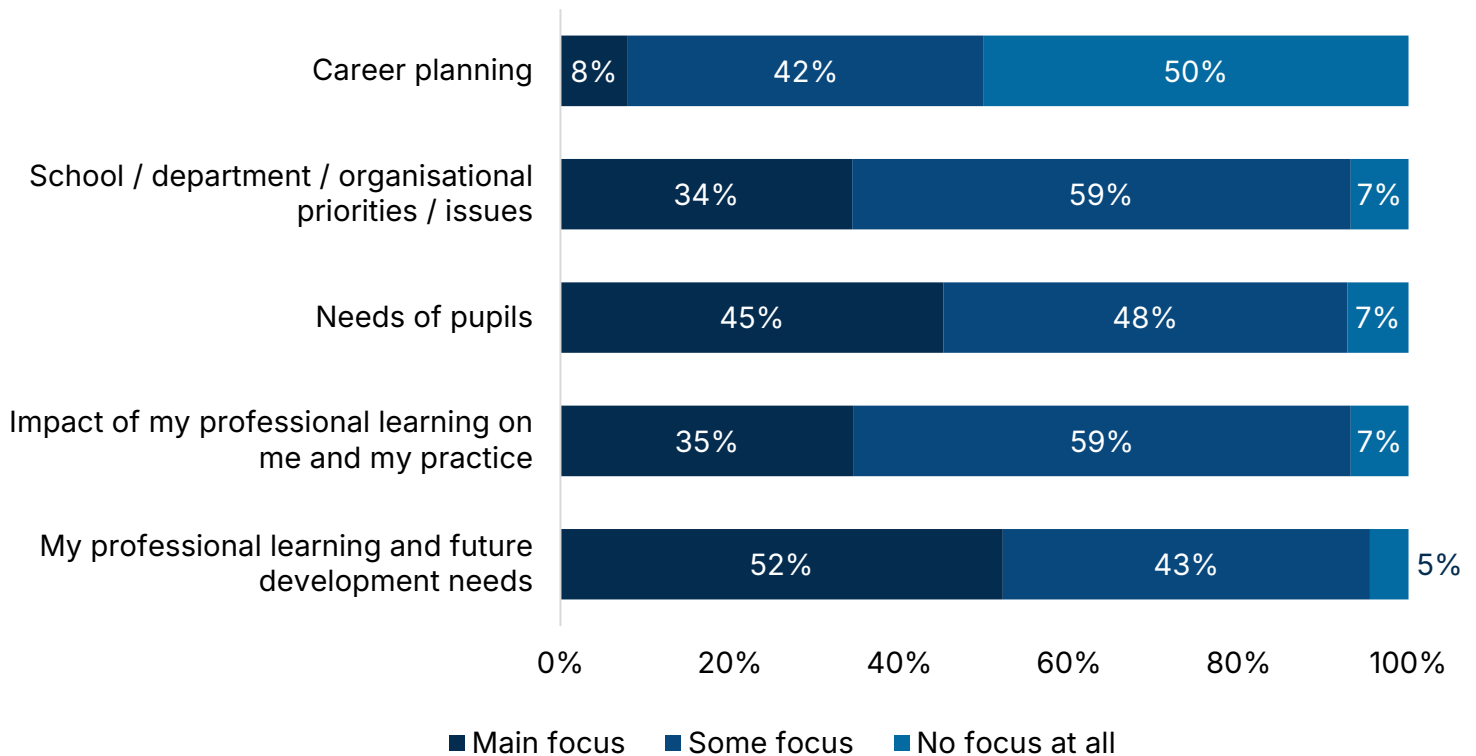 Career planning
8% 42% 50%
School / department / organisational
priorities / issues
34% 59% 7%
Needs of pupils
45% 48% 7%
Impact of my professional learning on
me and my practice
35% 59% 7%
My professional learning and future
development needs
52% 43% 5%
0% 20% 40% 60% 80% 100%
Main focus Some focus No focus at all